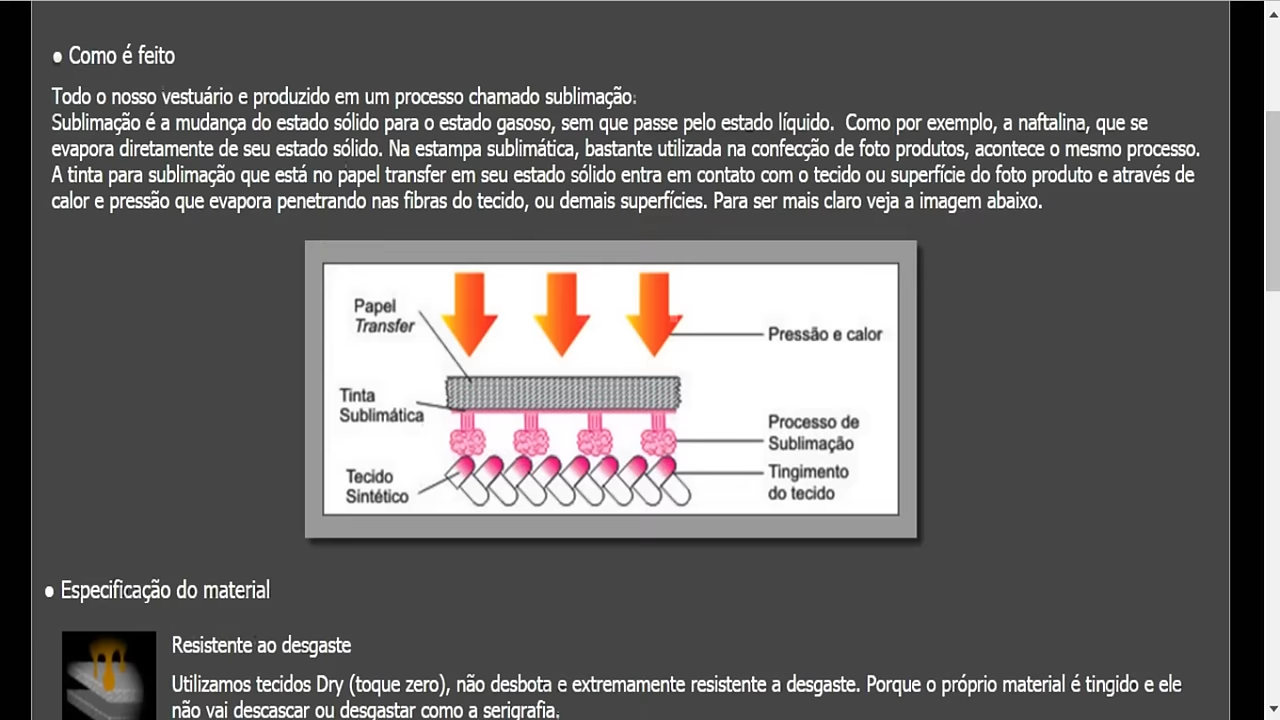 ● Como é feito
Todo o nosso vestuário e produzido em um processo chamado sublimação.
Sublimação é a mudança do estado sólido para o estado gasoso, sem que passe pelo estado líquido.  Como por exemplo, a naftalina, que se
evapora diretamente de seu estado sólido. Na estampa sublimática, bastante utilizada na confecção de foto produtos, acontece o mesmo processo.
A tinta para sublimação que está no papel transfer em seu estado sólido entra em contato com o tecido ou superfície do foto produto e através de
calor e pressão que evapora penetrando nas fibras do tecido, ou demais superfícies. Para ser mais claro veja a imagem abaixo.
Papel
Transfer
Pressão e calor
Tinta
Sublimática
Processo de
Sublimação
Tecido
Sintético
Tingimento
do tecido
● Especificação do material
Resistente ao desgaste
Utilizamos tecidos Dry (toque zero), não desbota e extremamente resistente a desgaste. Porque o próprio material é tingido e ele
não vai descascar ou desgastar como a serigrafia.